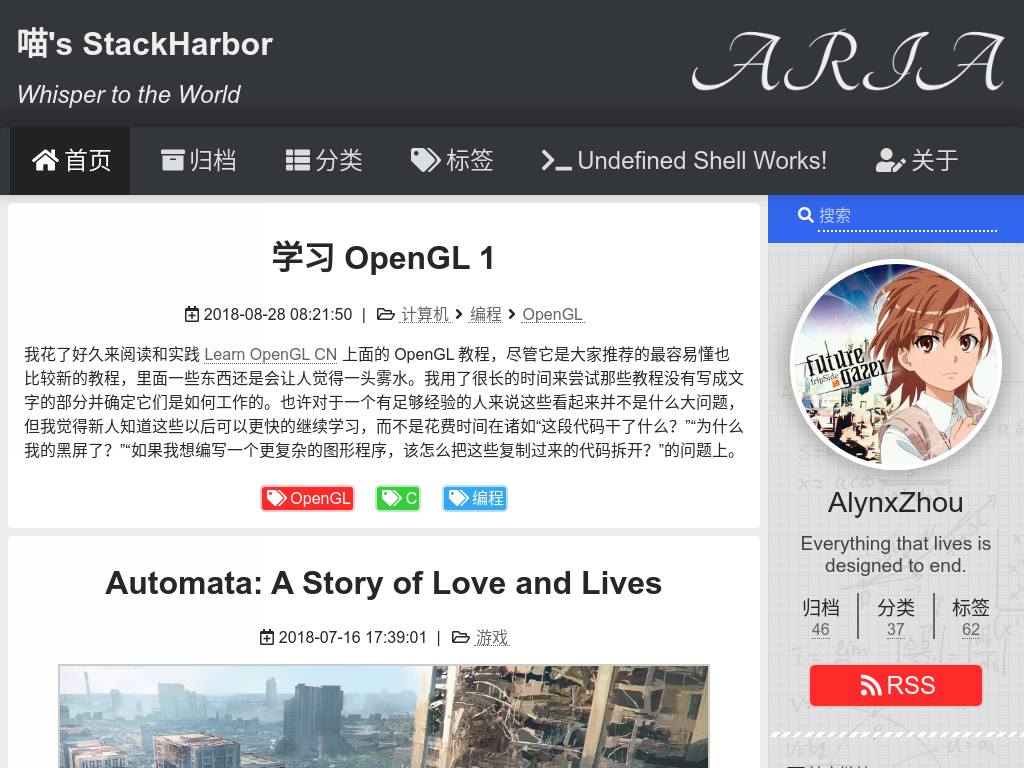 喵's StackHarbor
Whisper to the World
ARIA
首页
归档
分类
标签
Undefined Shell Works!
关于
学习 OpenGL 1
2018-08-28 08:21:50 | 计算机 编程 OpenGL
我花了好久来阅读和实践 Learn OpenGL CN 上面的 OpenGL 教程，尽管它是大家推荐的最容易懂也
比较新的教程，里面一些东西还是会让人觉得一头雾水。我用了很长的时间来尝试那些教程没有写成文
字的部分并确定它们是如何工作的。也许对于一个有足够经验的人来说这些看起来并不是什么大问题，
但我觉得新人知道这些以后可以更快的继续学习，而不是花费时间在诸如“这段代码干了什么？”“为什么
我的黑屏了？”“如果我想编写一个更复杂的图形程序，该怎么把这些复制过来的代码拆开？”的问题上。
OpenGL
C
编程
Automata: A Story of Love and Lives
2018-07-16 17:39:01 | 游戏
搜索
Future
fripSide
gazer
AlynxZhou
Everything that lives is
designed to end.
归档
46
分类
37
标签
62
RSS